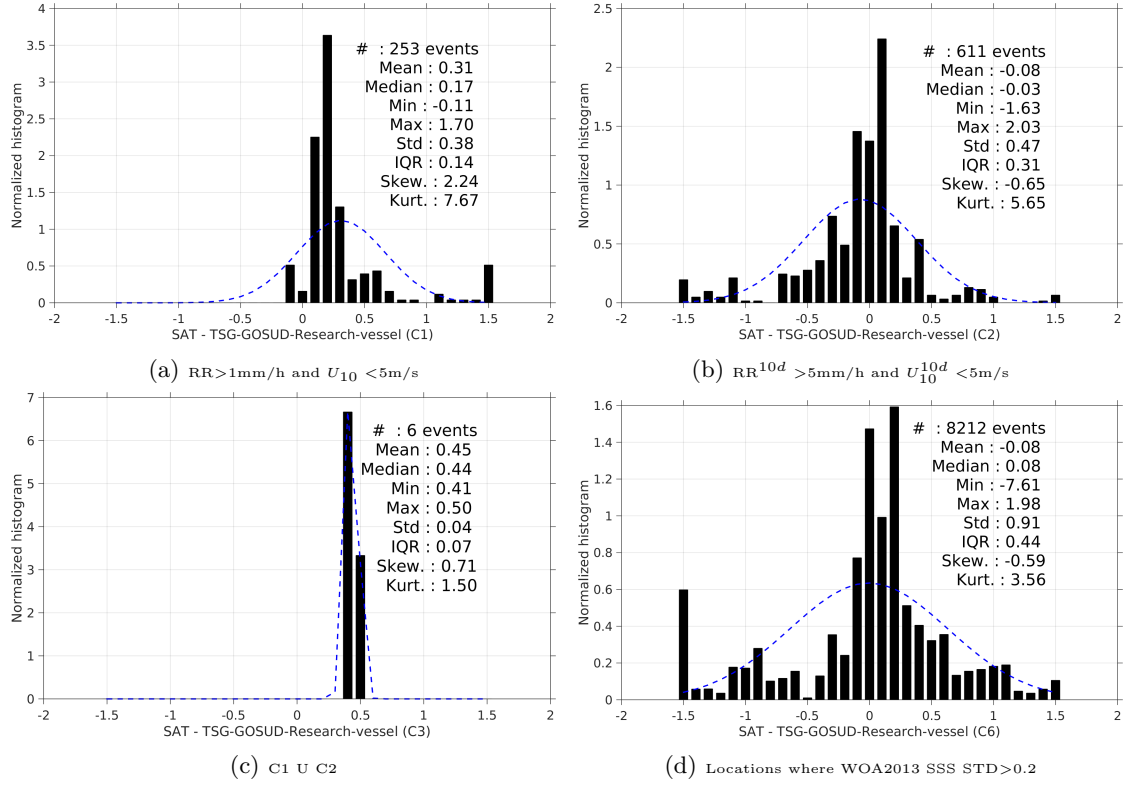 4
3.5
3
2.5
2
1.5
1
0.5
0
-2
-1.5
-1
-0.5
0
0.5
1
1.5
2
Normalized histogram
SAT - TSG-GOSUD-Research-vessel (C1)
# : 253 events
Mean : 0.31
Median : 0.17
Min : -0.11
Max : 1.70
Std : 0.38
IQR : 0.14
Skew. : 2.24
Kurt. : 7.67
(a) RR>1mm/h and U10 <5m/s
2.5
2
1.5
1
0.5
0
-2
-1.5
-1
-0.5
0
0.5
1
1.5
2
Normalized histogram
SAT - TSG-GOSUD-Research-vessel (C2)
# : 611 events
Mean : -0.08
Median : -0.03
Min : -1.63
Max : 2.03
Std : 0.47
IQR : 0.31
Skew. : -0.65
Kurt. : 5.65
(b) RR^10d >5mm/h and U10^10d <5m/s
7
6
5
4
3
2
1
0
-2
-1.5
-1
-0.5
0
0.5
1
1.5
2
Normalized histogram
SAT - TSG-GOSUD-Research-vessel (C3)
# : 6 events
Mean : 0.45
Median : 0.44
Min : 0.41
Max : 0.50
Std : 0.04
IQR : 0.07
Skew. : 0.71
Kurt. : 1.50
(c) C1 U C2
1.6
1.4
1.2
1
0.8
0.6
0.4
0.2
0
-2
-1.5
-1
-0.5
0
0.5
1
1.5
2
Normalized histogram
SAT - TSG-GOSUD-Research-vessel (C6)
# : 8212 events
Mean : -0.08
Median : 0.08
Min : -7.61
Max : 1.98
Std : 0.91
IQR : 0.44
Skew. : -0.59
Kurt. : 3.56
(d) Locations where WOA2013 SSS STD>0.2